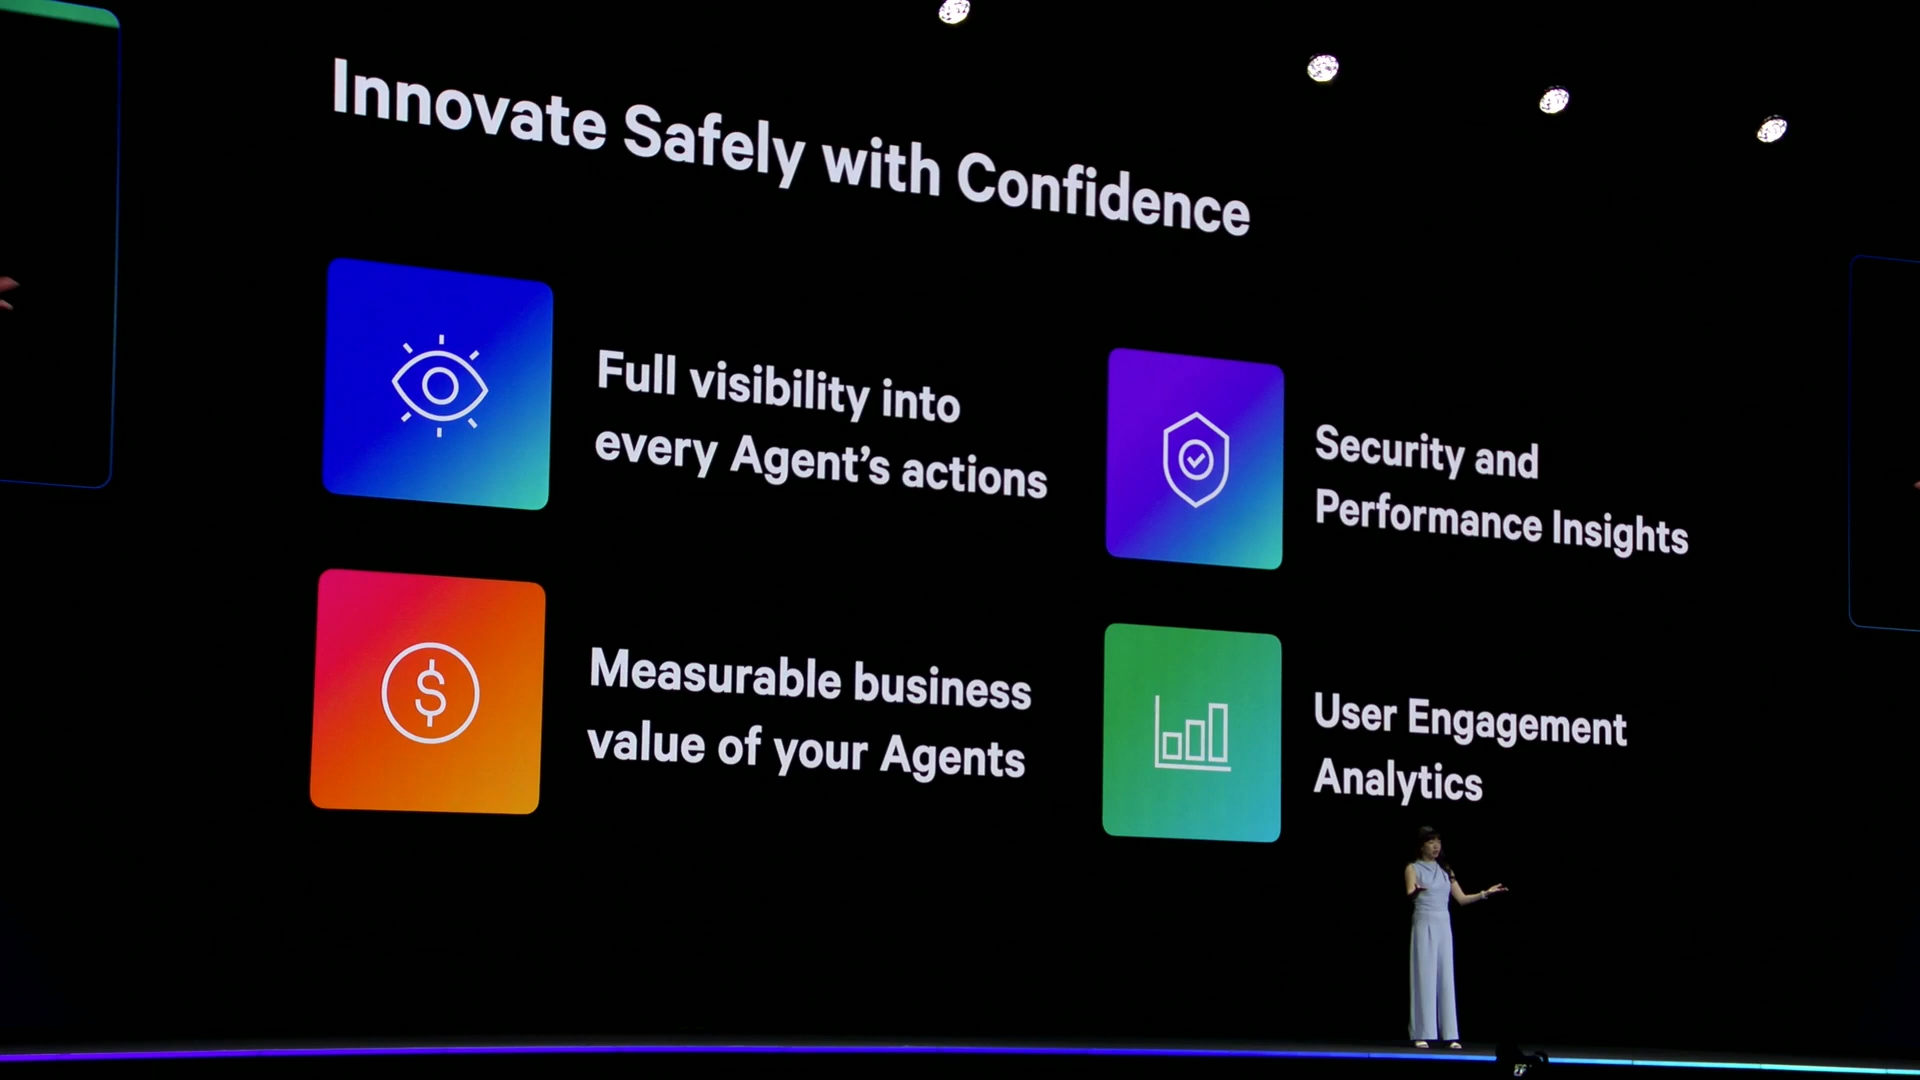 Innovate Safely with Confidence
Full visibility into
every Agent’s actions
Security and
Performance Insights
Measurable business
value of your Agents
User Engagement
Analytics